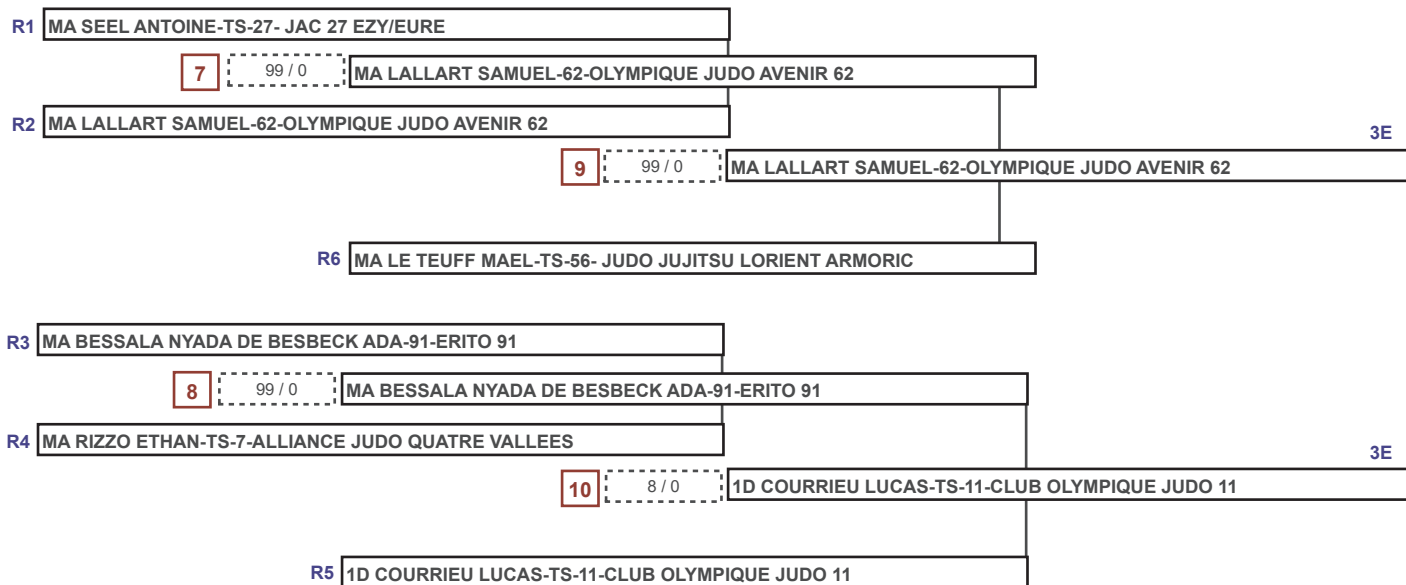 R1 MA SEEL ANTOINE-TS-27- JAC 27 EZY/EURE
7 99 / 0 MA LALLART SAMUEL-62-OLYMPIQUE JUDO AVENIR 62
R2 MA LALLART SAMUEL-62-OLYMPIQUE JUDO AVENIR 62
3E
9 99 / 0 MA LALLART SAMUEL-62-OLYMPIQUE JUDO AVENIR 62
R6 MA LE TEUFF MAEL-TS-56- JUDO JUJITSU LORIENT ARMORIC
R3 MA BESSALA NYADA DE BESBECK ADA-91-ERITO 91
8 99 / 0 MA BESSALA NYADA DE BESBECK ADA-91-ERITO 91
R4 MA RIZZO ETHAN-TS-7-ALLIANCE JUDO QUATRE VALLEES
3E
10 8 / 0 1D COURRIEU LUCAS-TS-11-CLUB OLYMPIQUE JUDO 11
R5 1D COURRIEU LUCAS-TS-11-CLUB OLYMPIQUE JUDO 11